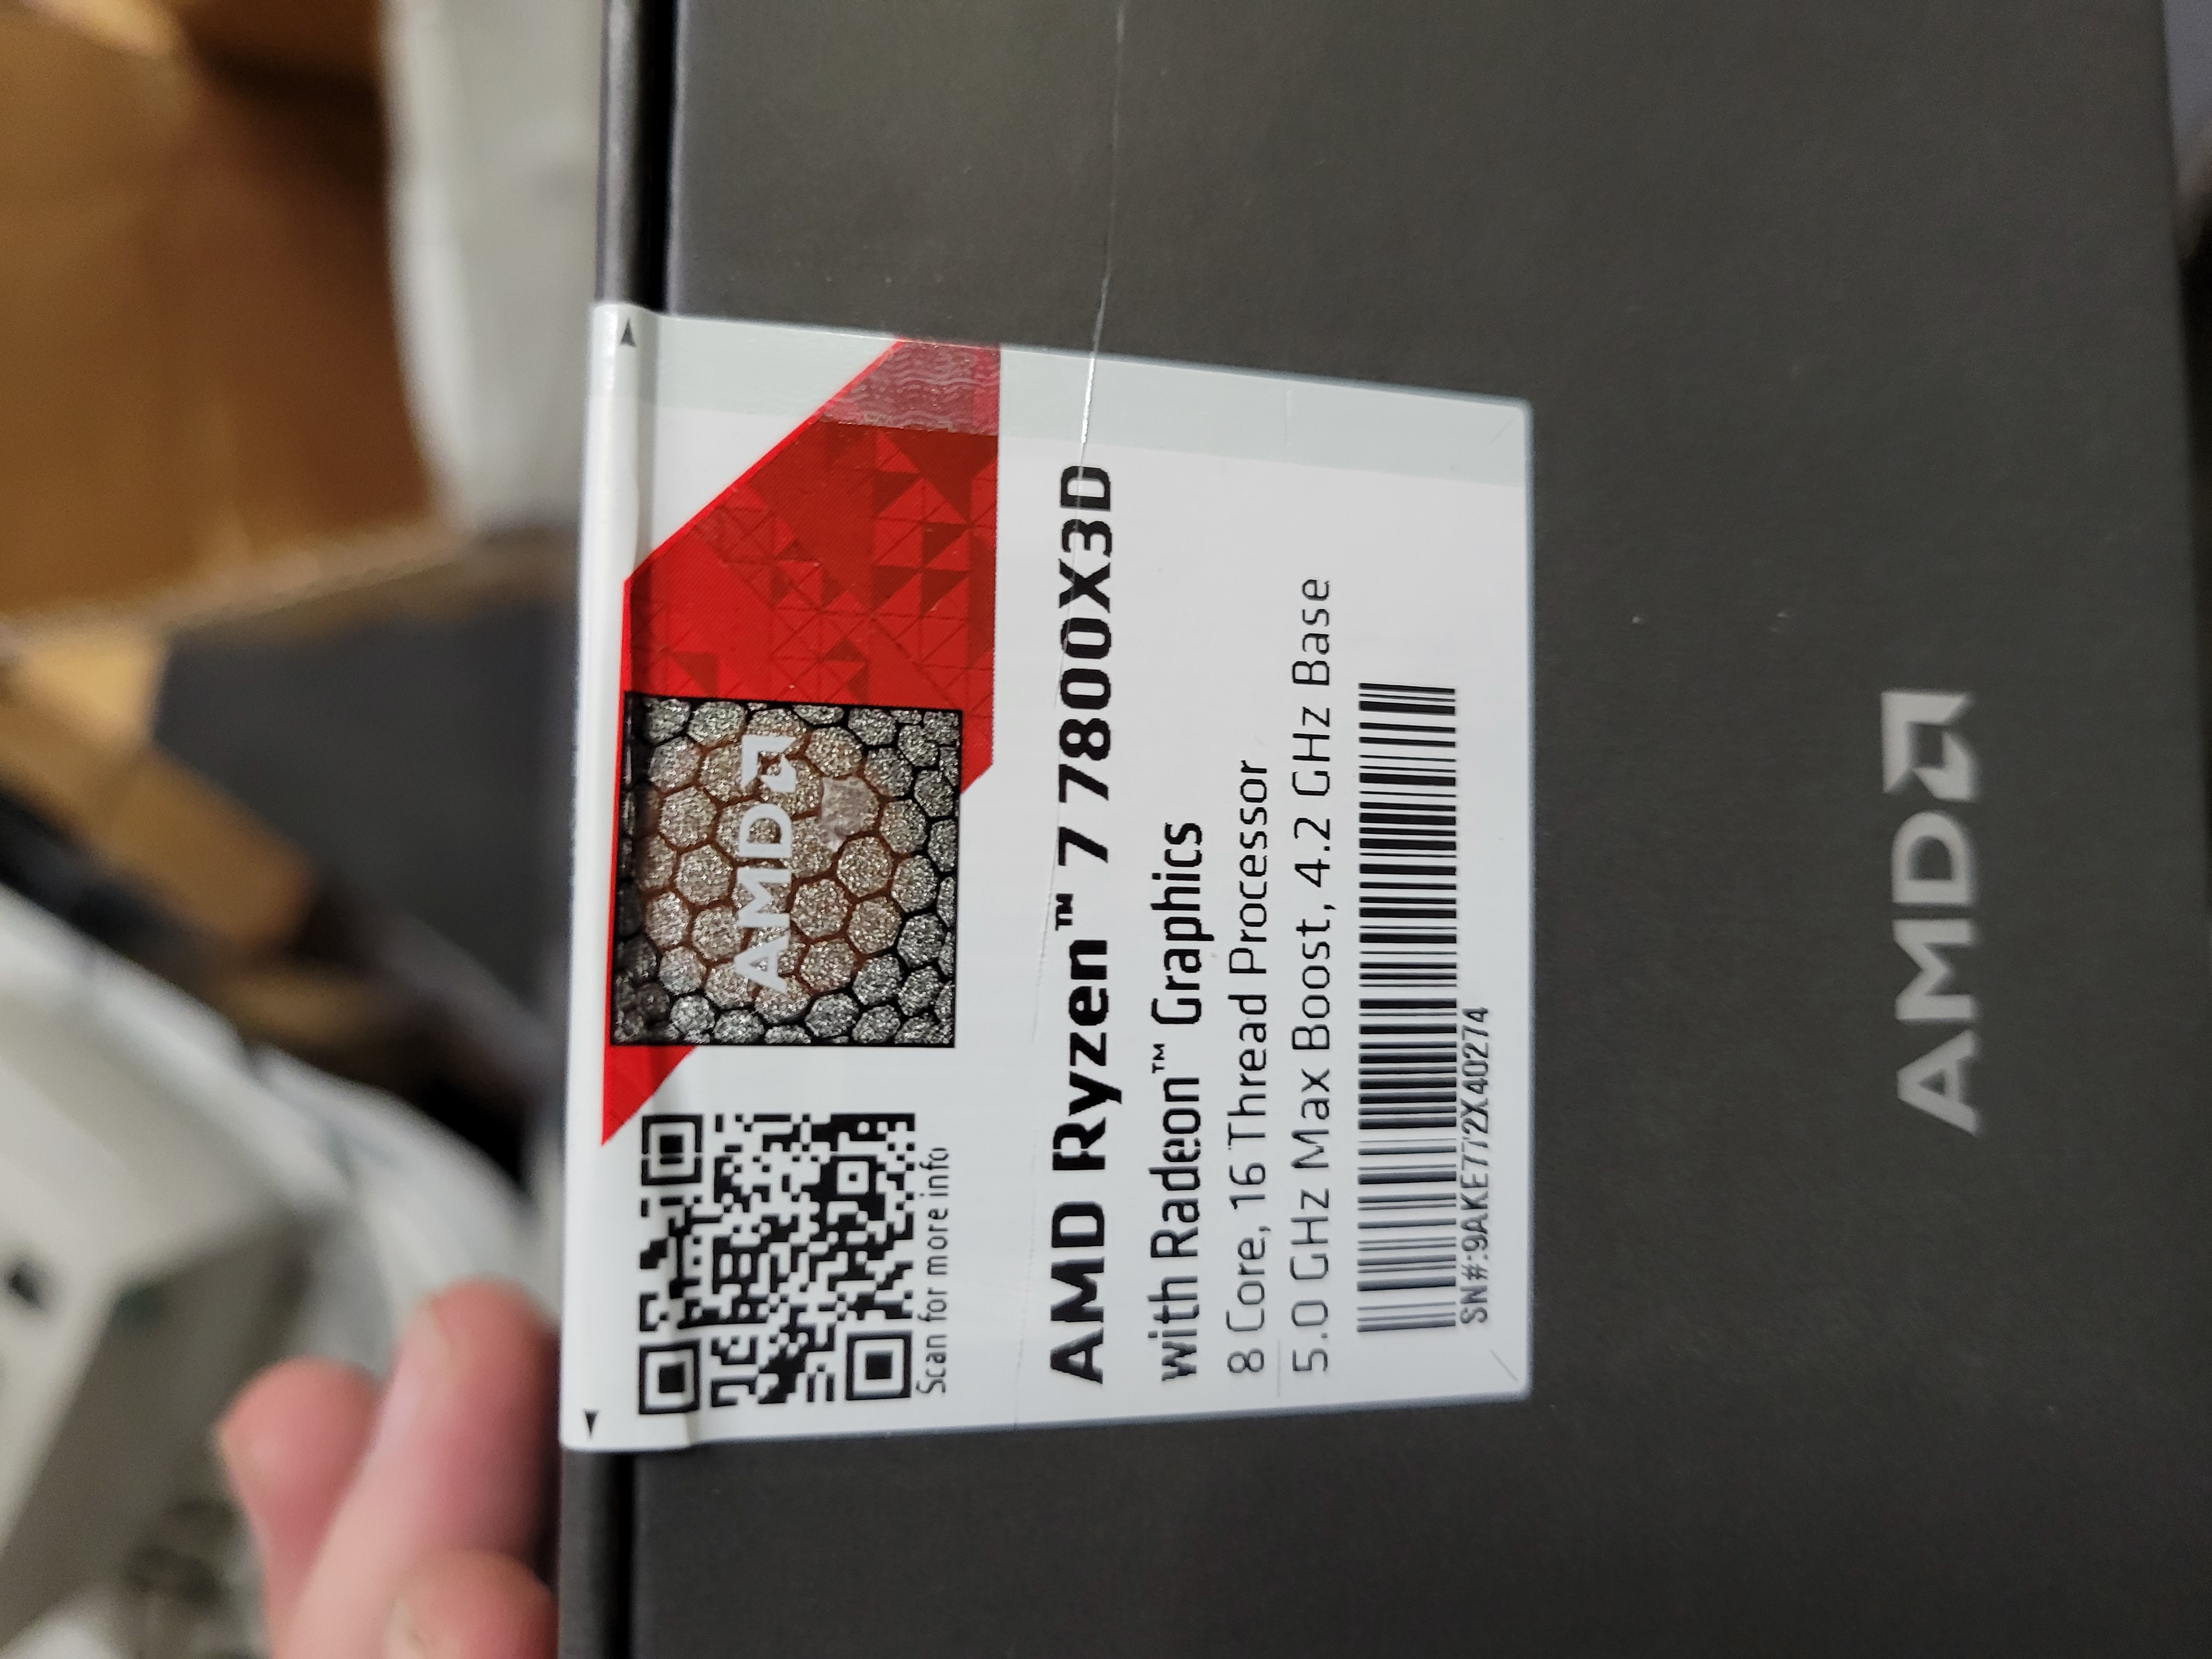 AMD
Scan for more info
AMD Ryzen™ 7 7800X3D
with Radeon™ Graphics
8 Core, 16 Thread Processor
5.0 GHz Max Boost, 4.2 GHz Base
SN#:9AKE772X40274
AMD